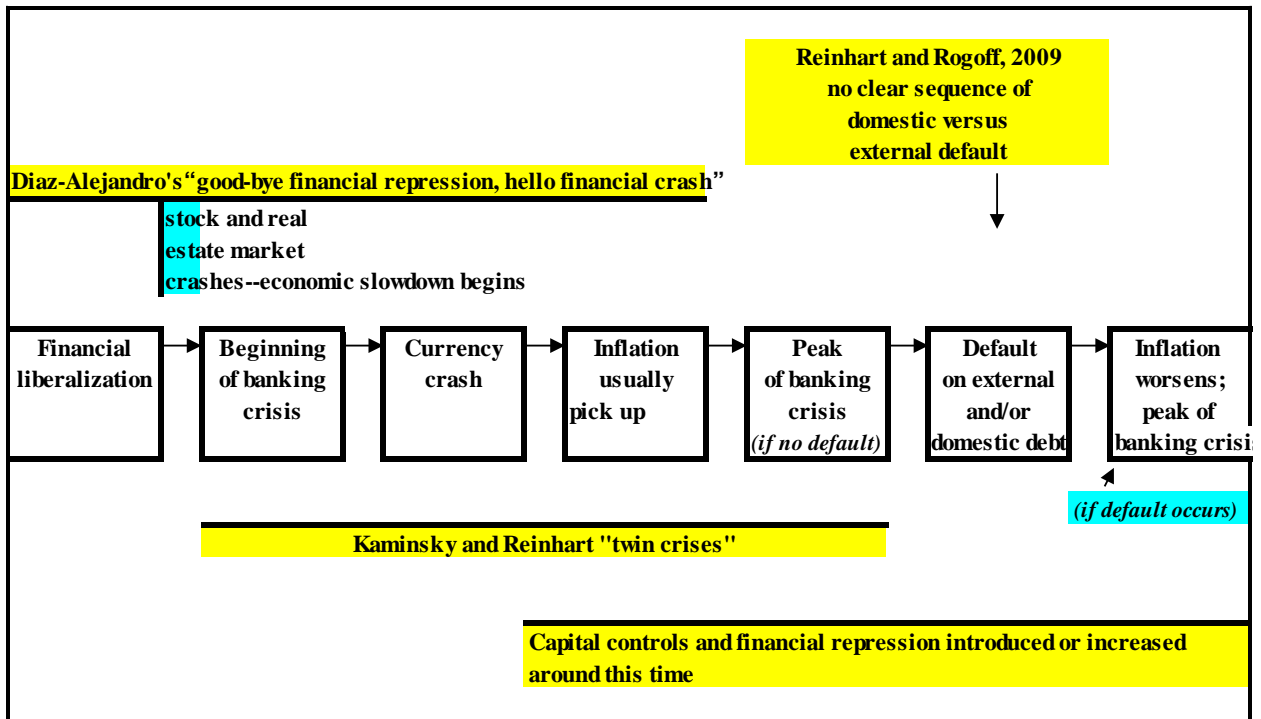 Reinhart and Rogoff, 2009
no clear sequence of
domestic versus
external default
Diaz-Alejandro's “good-bye financial repression, hello financial crash”
stock and real
estate market
crashes--economic slowdown begins
Financial
liberalization
Beginning
of banking
crisis
Currency
crash
Inflation
usually
pick up
Peak
of banking
crisis
(if no default)
Default
on external
and/or
domestic debt
Inflation
worsens;
peak of
banking crisis
(if default occurs)
Kaminsky and Reinhart "twin crises"
Capital controls and financial repression introduced or increased
around this time